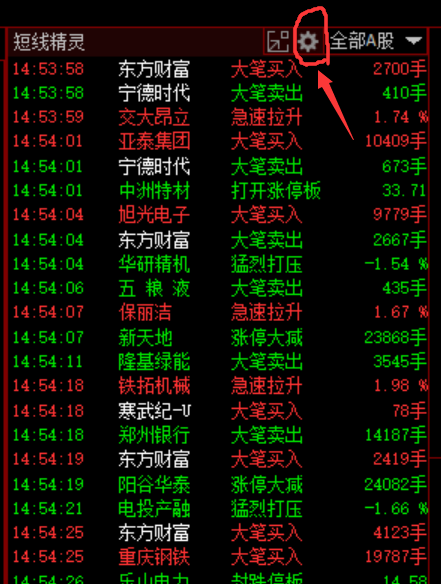 短线精灵 全部A股
14:53:58 东方财富 大笔买入 2700手
14:53:58 宁德时代 大笔卖出 410手
14:53:59 交大昂立 急速拉升 1.74 %
14:54:01 亚泰集团 大笔买入 10409手
14:54:01 宁德时代 大笔卖出 673手
14:54:01 中洲特材 打开涨停板 33.71
14:54:04 旭光电子 大笔买入 9779手
14:54:04 东方财富 大笔卖出 2667手
14:54:04 华研精机 猛烈打压 -1.54 %
14:54:06 五 粮 液 大笔卖出 435手
14:54:07 保丽洁 急速拉升 1.67 %
14:54:07 新天地 涨停大减 23868手
14:54:11 隆基绿能 大笔卖出 3545手
14:54:18 铁拓机械 急速拉升 1.98 %
14:54:18 寒武纪-U 大笔买入 78手
14:54:18 郑州银行 大笔卖出 14187手
14:54:19 东方财富 大笔买入 2419手
14:54:19 阳谷华泰 涨停大减 24082手
14:54:21 电投产融 猛烈打压 -1.66 %
14:54:25 东方财富 大笔买入 4123手
14:54:25 重庆钢铁 大笔买入 19787手
14:54:26 乐山电力 封跌停板 14.58